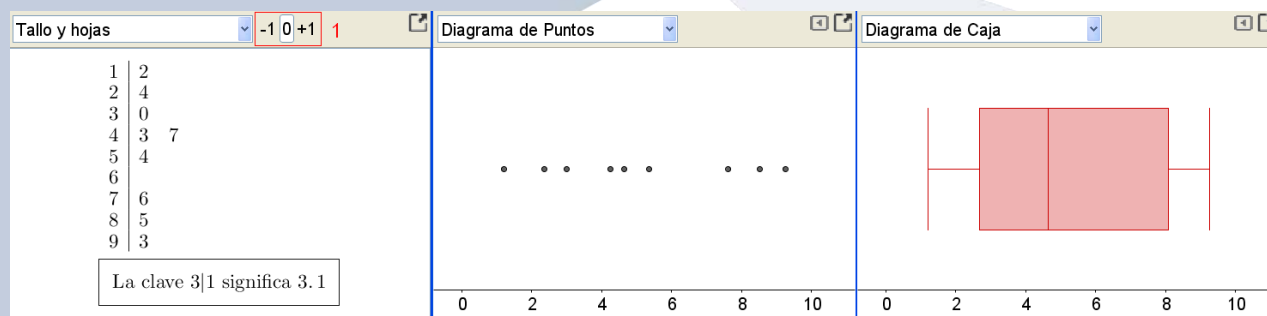 Tallo y hojas -1 0 +1 1
1 2
2 4
3 0
4 3 7
5 4
6
7 6
8 5
9 3
La clave 3|1 significa 3.1
Diagrama de Puntos
0 2 4 6 8 10
Diagrama de Caja
0 2 4 6 8 10